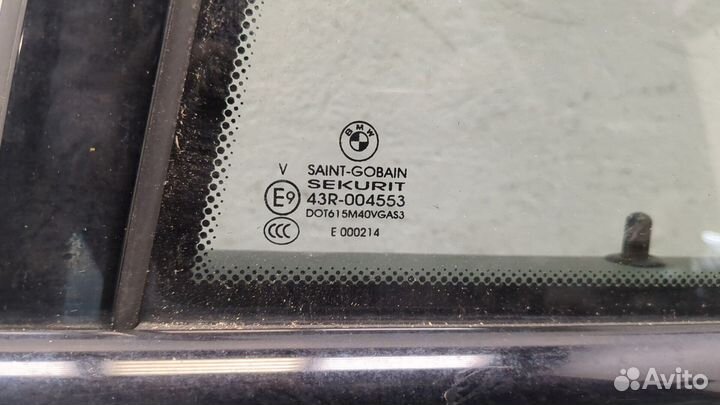 BMW
V SAINT-GOBAIN
SEKURIT
E9 43R-004553
DOT615M40VGAS3
CCC E 000214
Avito